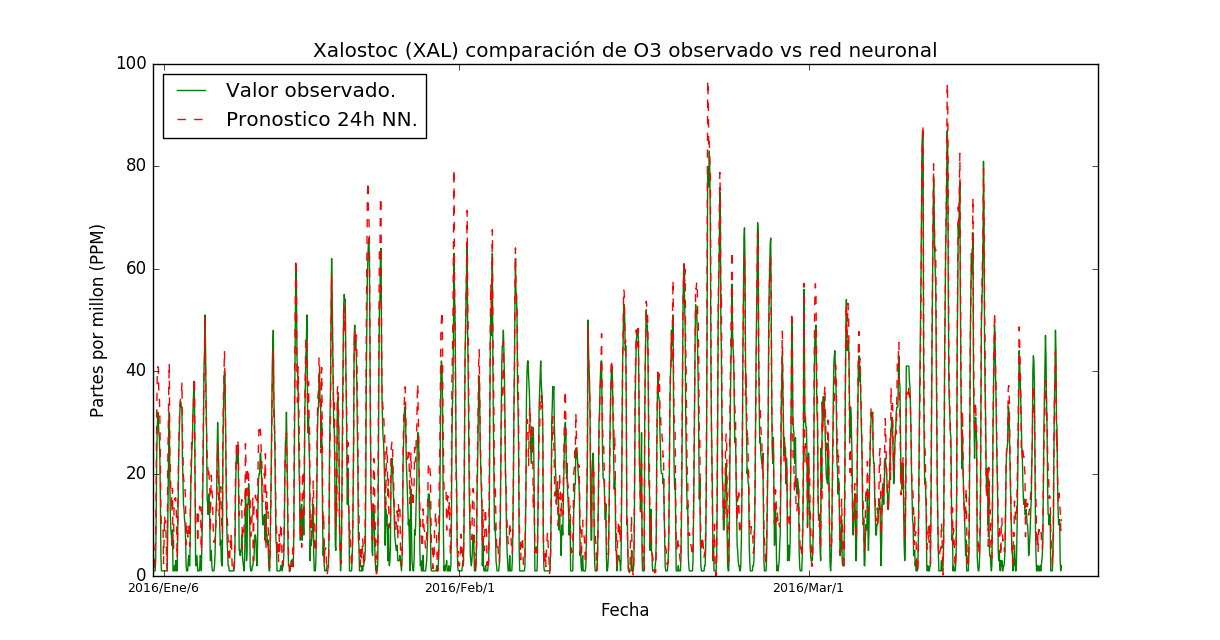 Xalostoc (XAL) comparación de O3 observado vs red neuronal
Valor observado.
Pronostico 24h NN.
Partes por millon (PPM)
100
80
60
40
20
0
2016/Ene/6
2016/Feb/1
2016/Mar/1
Fecha